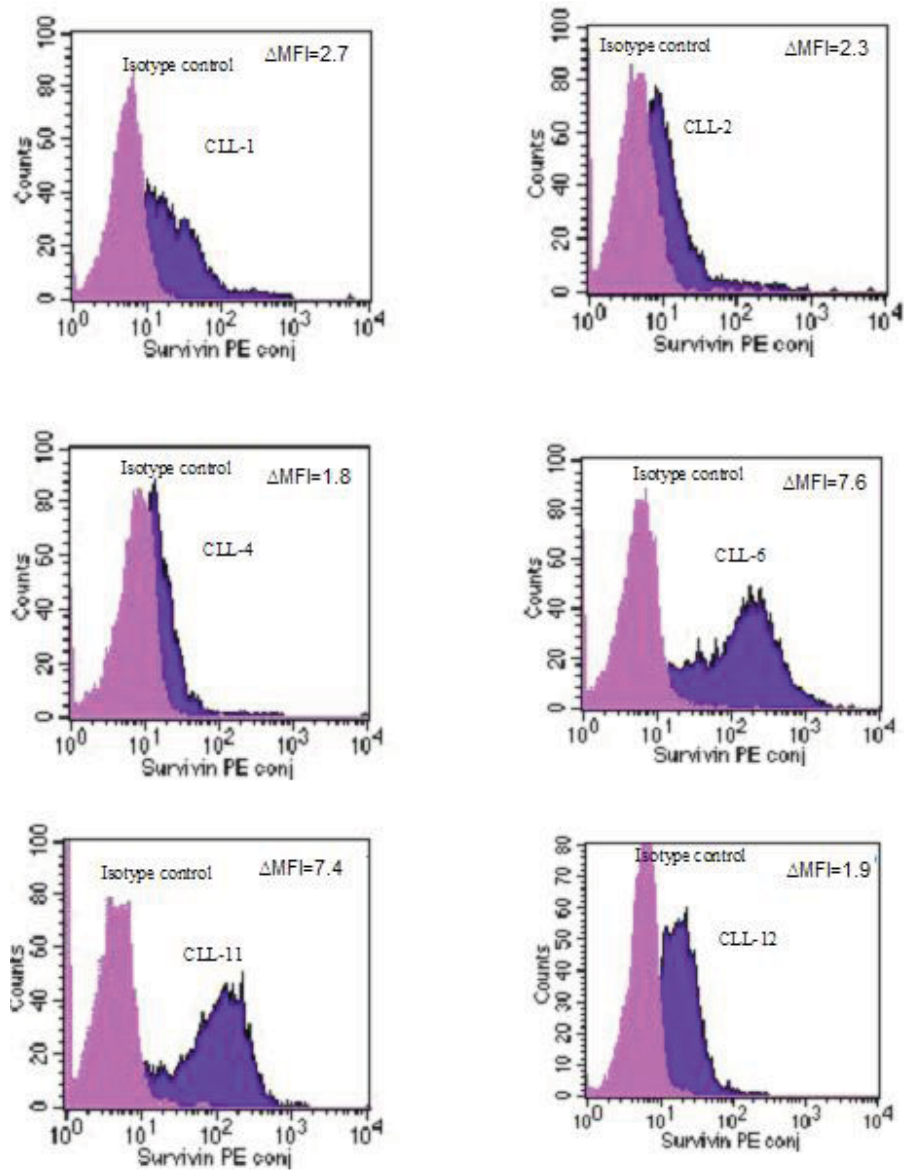 100
80
60
40
20
0
Counts
Isotype control
ΔMFI=2.7
CLL-1
10^0 10^1 10^2 10^3 10^4
Survivin PE conj
100
80
60
40
20
0
Counts
Isotype control
ΔMFI=2.3
CLL-2
10^0 10^1 10^2 10^3 10^4
Survivin PE conj
100
80
60
40
20
0
Counts
Isotype control
ΔMFI=1.8
CLL-4
10^0 10^1 10^2 10^3 10^4
Survivin PE conj
100
80
60
40
20
0
Counts
Isotype control
ΔMFI=7.6
CLL-6
10^0 10^1 10^2 10^3 10^4
Survivin PE conj
100
80
60
40
20
0
Counts
Isotype control
ΔMFI=7.4
CLL-11
10^0 10^1 10^2 10^3 10^4
Survivin PE conj
80
70
60
50
40
30
20
10
0
Counts
Isotype control
ΔMFI=1.9
CLL-12
10^0 10^1 10^2 10^3 10^4
Survivin PE conj